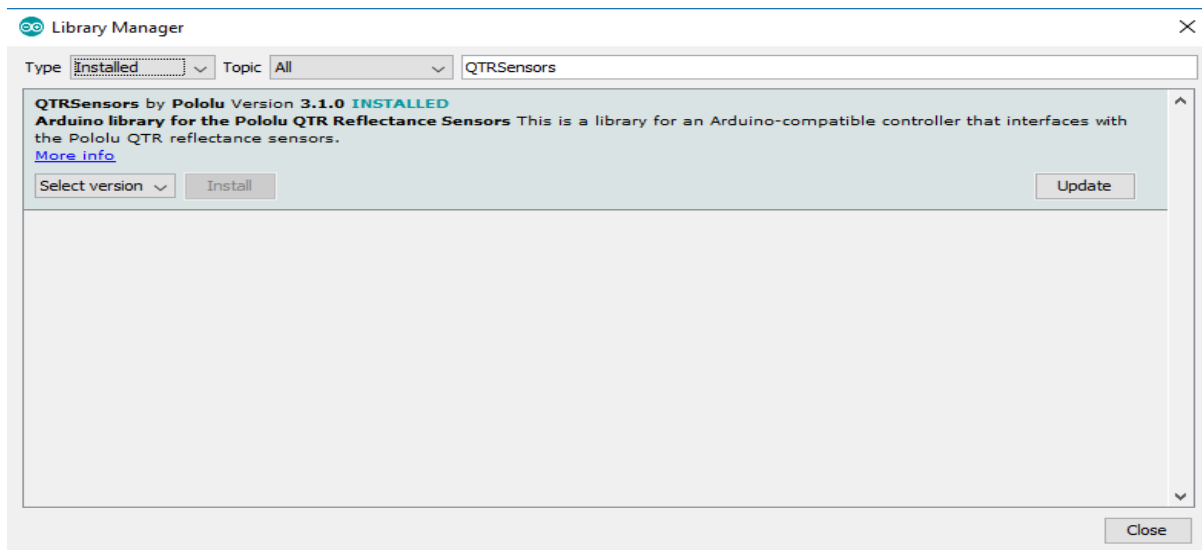 Library Manager
Type Installed Topic All QTRSensors
QTRSensors by Pololu Version 3.1.0 INSTALLED
Arduino library for the Pololu QTR Reflectance Sensors This is a library for an Arduino-compatible controller that interfaces with
the Pololu QTR reflectance sensors.
More info
Select version Install Update
Close